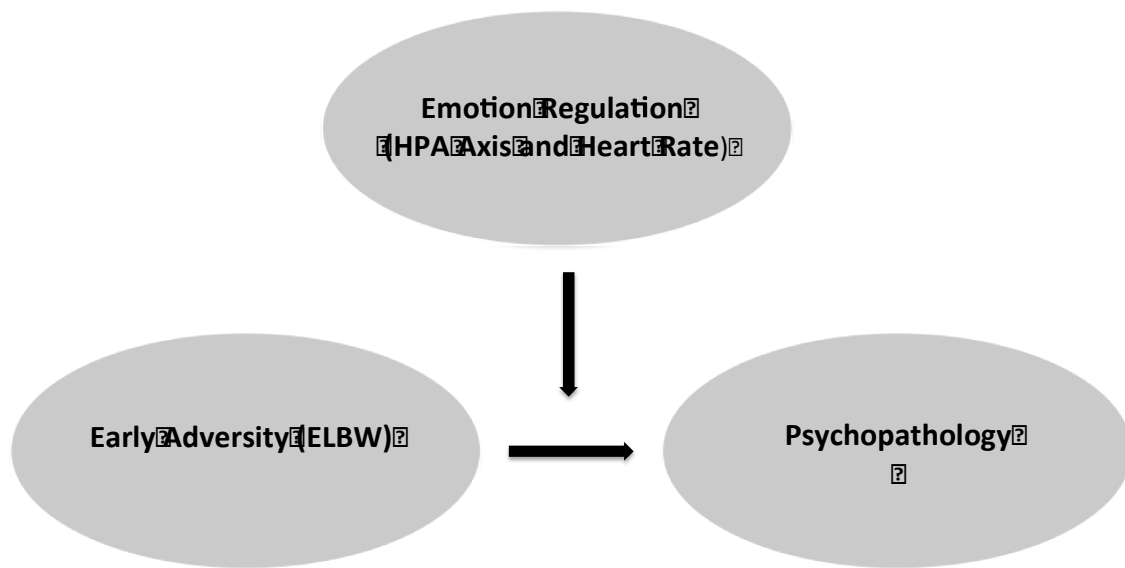 Emotion Regulation
(HPA Axis and Heart Rate)
Early Adversity (ELBW)
Psychopathology